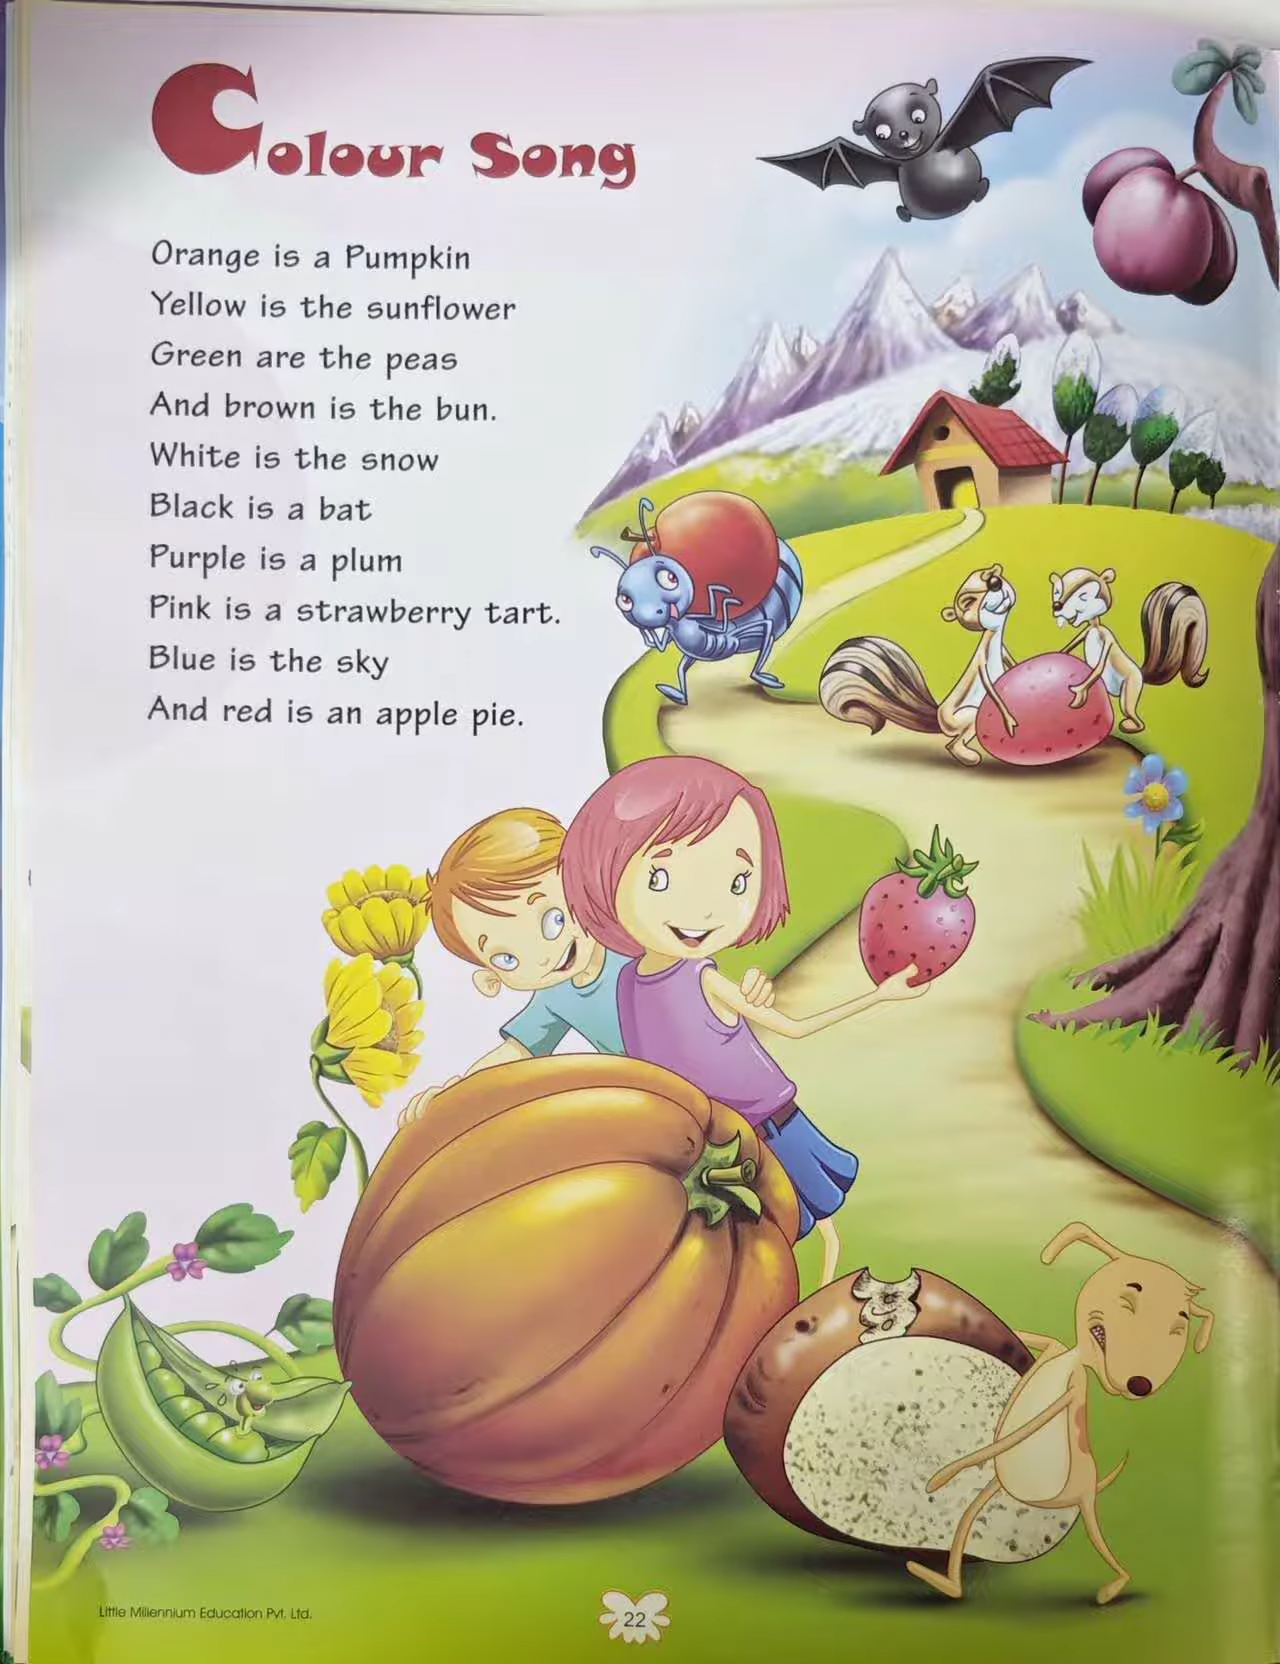 Colour Song
Orange is a Pumpkin
Yellow is the sunflower
Green are the peas
And brown is the bun.
White is the snow
Black is a bat
Purple is a plum
Pink is a strawberry tart.
Blue is the sky
And red is an apple pie.
Little Millennium Education Pvt. Ltd.
22